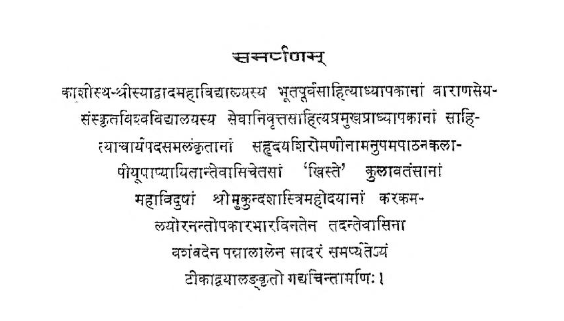 समर्पणम्
काशीस्थ-श्रीस्याद्वादमहाविद्यालयस्य भूतपूर्वसाहित्याध्यापकानां वाराणसेय-
संस्कृतविश्वविद्यालयस्य सेवानिवृत्तसाहित्यप्रमुखप्राध्यापकानां साहि-
त्याचार्यपदसमलंकृतानां सहृदयशिरोमणीनामनुपमपाठनकला-
पीयूषाप्यायितान्तेवासिचेतसां ‘खिस्ते’ कुलावतंसानां
महाविदुषां श्रीमुकुन्दशास्त्रिमहोदयानां करकम-
लयोरनन्तोपकारभारविनतेन तदन्तेवासिना
वशंवदेन पन्नालालेन सादरं समर्प्यतेऽयं
टीकाद्वयालङ्कृतो गद्यचिन्तामणिः।